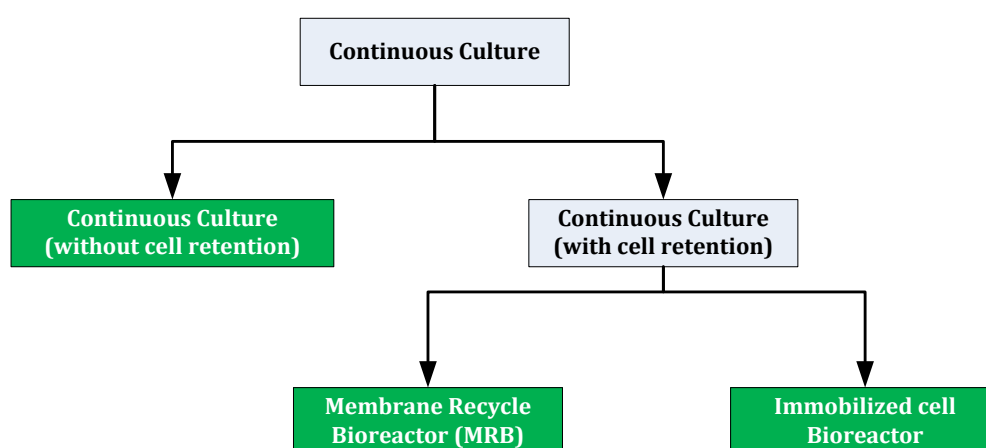 Continuous Culture
Continuous Culture
(without cell retention)
Continuous Culture
(with cell retention)
Membrane Recycle
Bioreactor (MRB)
Immobilized cell
Bioreactor